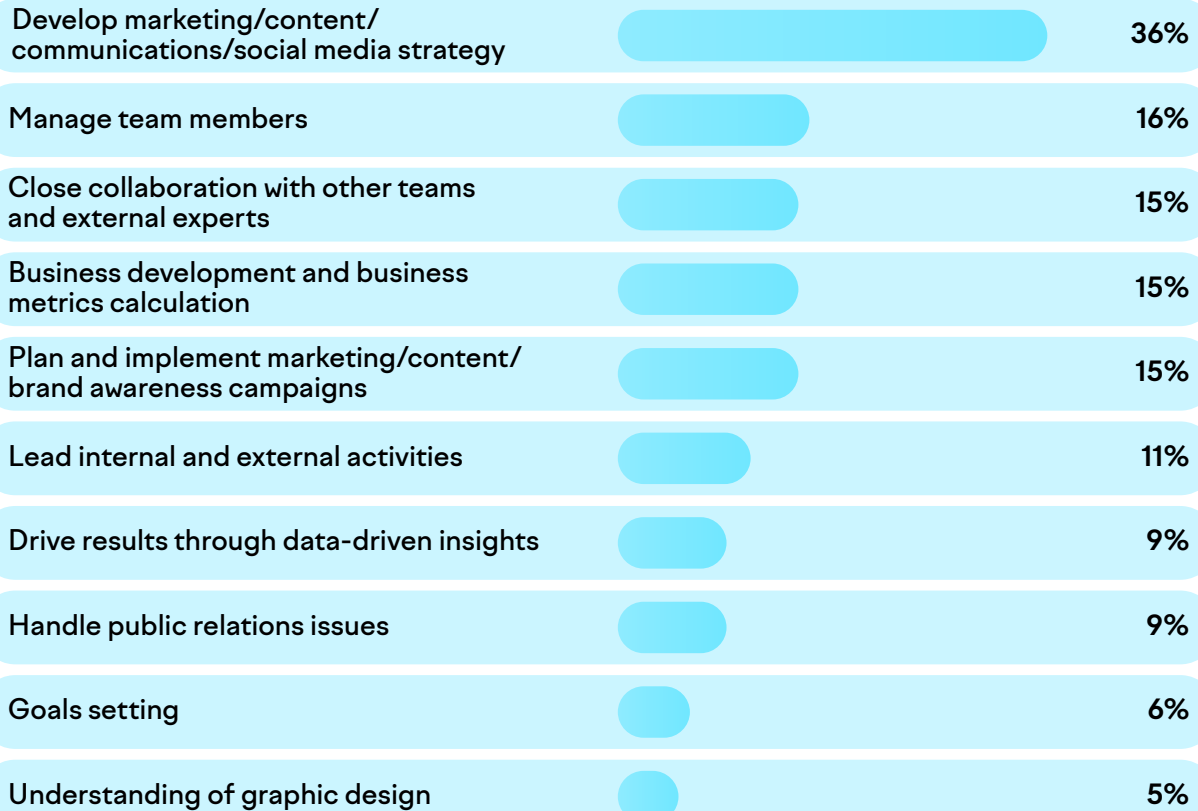 Develop marketing/content/
communications/social media strategy
36%
Manage team members
16%
Close collaboration with other teams
and external experts
15%
Business development and business
metrics calculation
15%
Plan and implement marketing/content/
brand awareness campaigns
15%
Lead internal and external activities
11%
Drive results through data-driven insights
9%
Handle public relations issues
9%
Goals setting
6%
Understanding of graphic design
5%